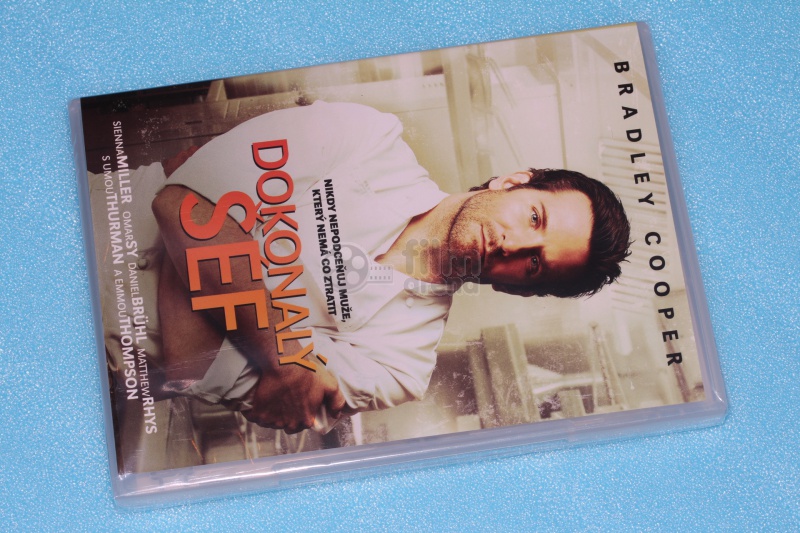 BRADLEY COOPER
NIKDY NEPODCEŇUJ MUŽE,
KTERÝ NEMÁ CO ZTRATIT
DOKONALÝ
ŠÉF
SIENNA MILLER OMAR SY DANIEL BRÜHL MATTHEW RHYS
S UMOU THURMAN A EMMOU THOMPSON